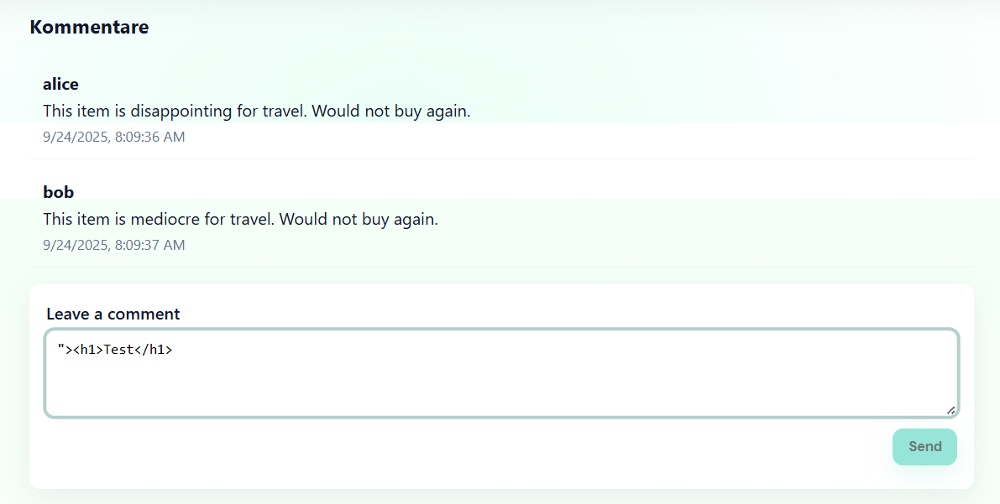 Kommentare
alice
This item is disappointing for travel. Would not buy again.
9/24/2025, 8:09:36 AM
bob
This item is mediocre for travel. Would not buy again.
9/24/2025, 8:09:37 AM
Leave a comment
"><h1>Test</h1>
Send